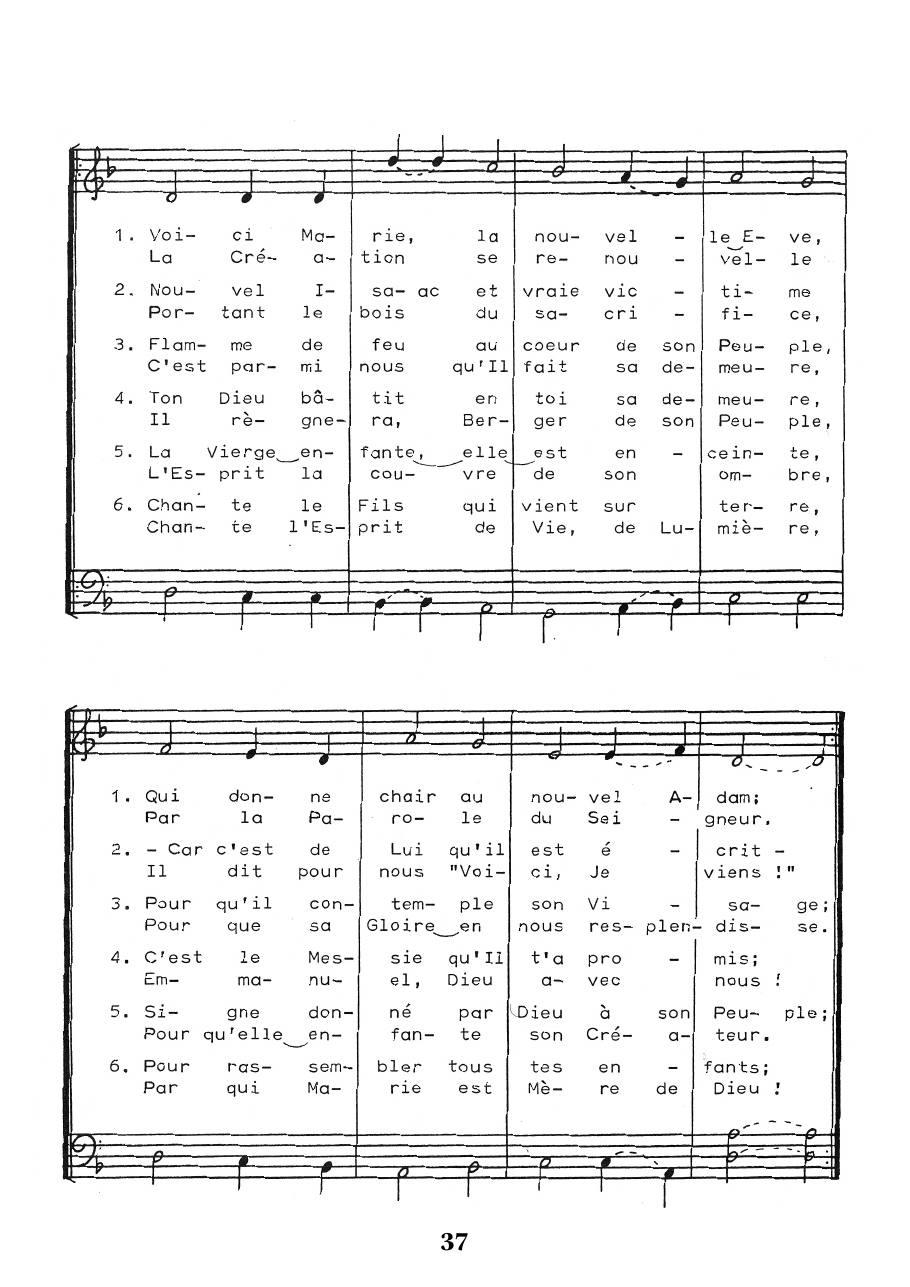 1. Voi- ci Ma- rie, la nou- vel - le E- ve,
La Cré- a- tion se re- nou - vel- le
2. Nou- vel I- sa- ac et vraie vic - ti- me
Por- tant le bois du sa- cri - fi- ce,
3. Flam- me de feu au coeur de son Peu- ple,
C'est par- mi nous qu'Il fait sa de- meu- re,
4. Ton Dieu bâ- tit en toi sa de- meu- re,
Il rè- gne- ra, Ber- ger de son Peu- ple,
5. La Vierge en- fante, elle est en - cein- te,
L'Es- prit la cou- vre de son om- bre,
6. Chan- te le Fils qui vient sur ter- re,
Chan- te l'Es- prit de Vie, de Lu- miè- re,
1. Qui don- ne chair au nou- vel A- dam;
Par la Pa- ro- le du Sei - gneur.
2. - Car c'est de Lui qu'il est é - crit -
Il dit pour nous "Voi- ci, Je viens !"
3. Pour qu'il con- tem- ple son Vi - sa- ge;
Pour que sa Gloire en nous res- plen- dis- se.
4. C'est le Mes- sie qu'Il t'a pro - mis;
Em- ma- nu- el, Dieu a- vec nous !
5. Si- gne don- né par Dieu à son Peu- ple;
Pour qu'elle en- fan- te son Cré- a- teur.
6. Pour ras- sem- bler tous tes en - fants;
Par qui Ma- rie est Mè- re de Dieu !
37